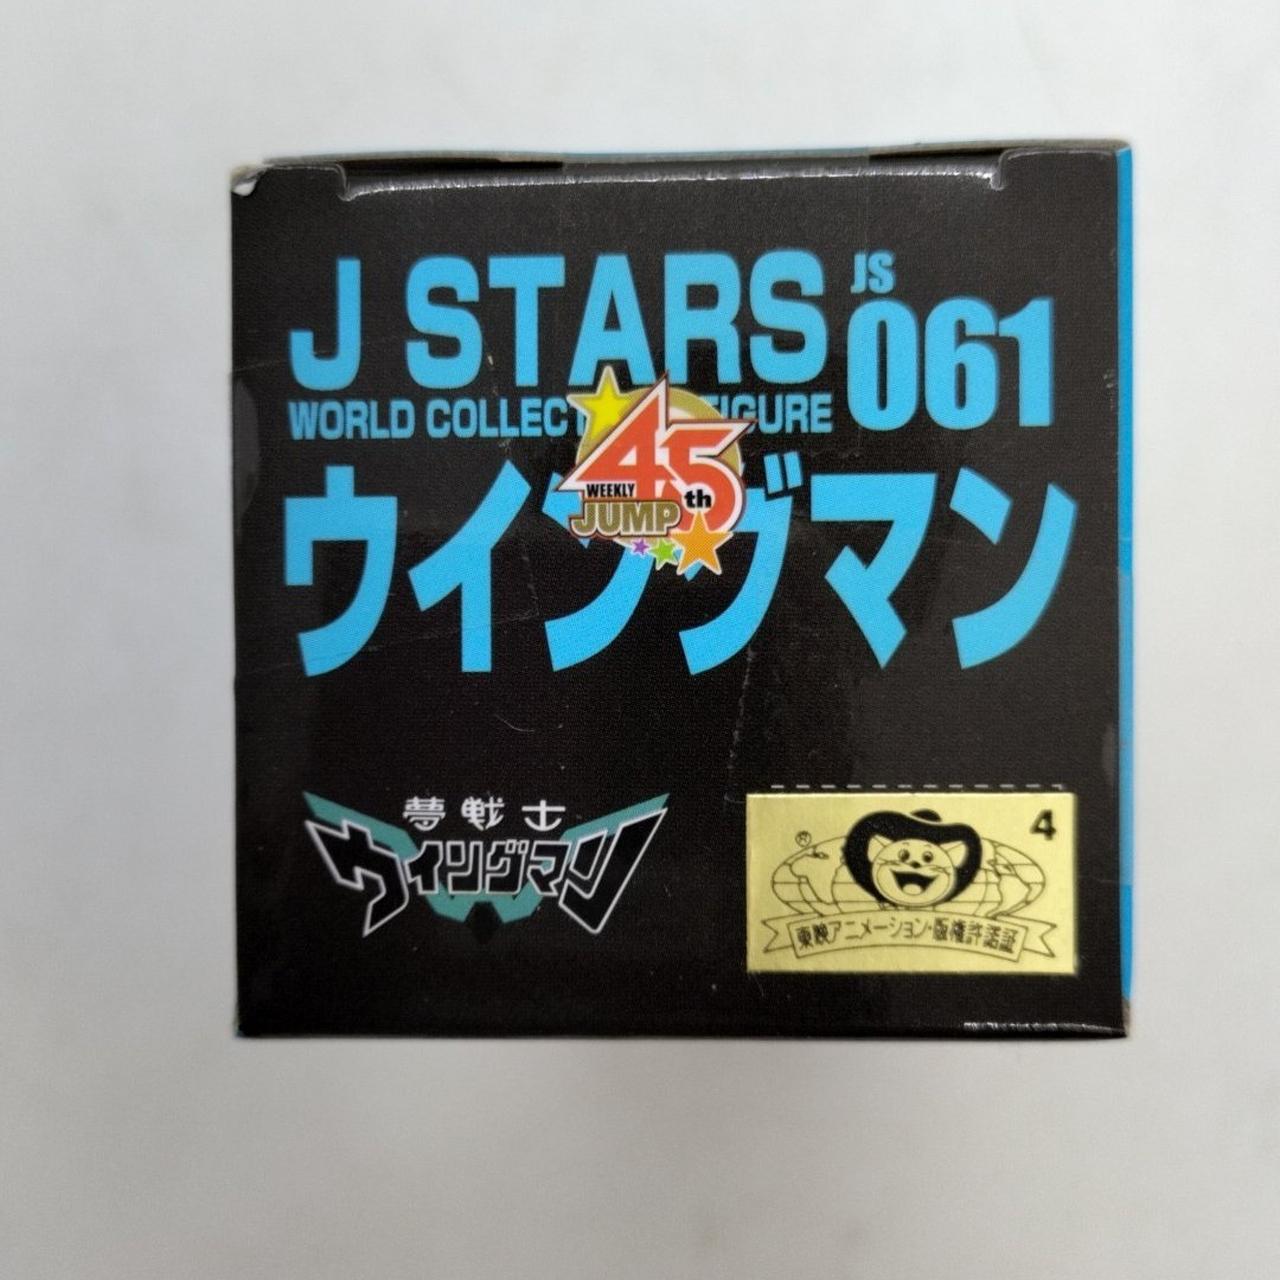 J STARS
JS
061
WORLD COLLECT FIGURE
45th
WEEKLY
JUMP
ウイングマン
夢戦士
ウイングマン
4
®
東映アニメーション・版権許諾証